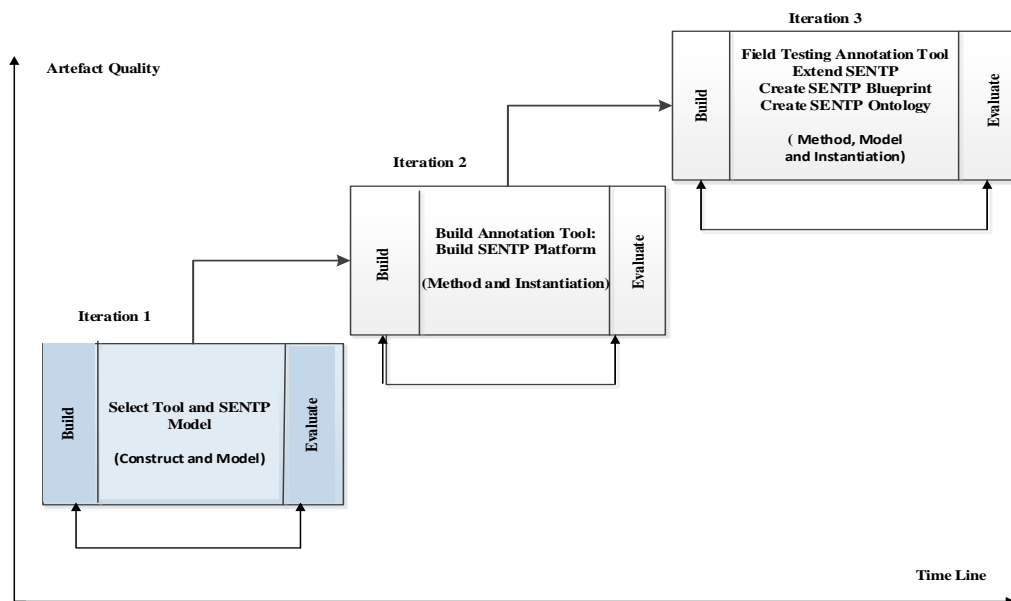 Iteration 3
Artefact Quality
Build
Field Testing Annotation Tool
Extend SENTP
Create SENTP Blueprint
Create SENTP Ontology
( Method, Model
and Instantiation)
Evaluate
Iteration 2
Build
Build Annotation Tool:
Build SENTP Platform
(Method and Instantiation)
Evaluate
Iteration 1
Build
Select Tool and SENTP
Model
(Construct and Model)
Evaluate
Time Line